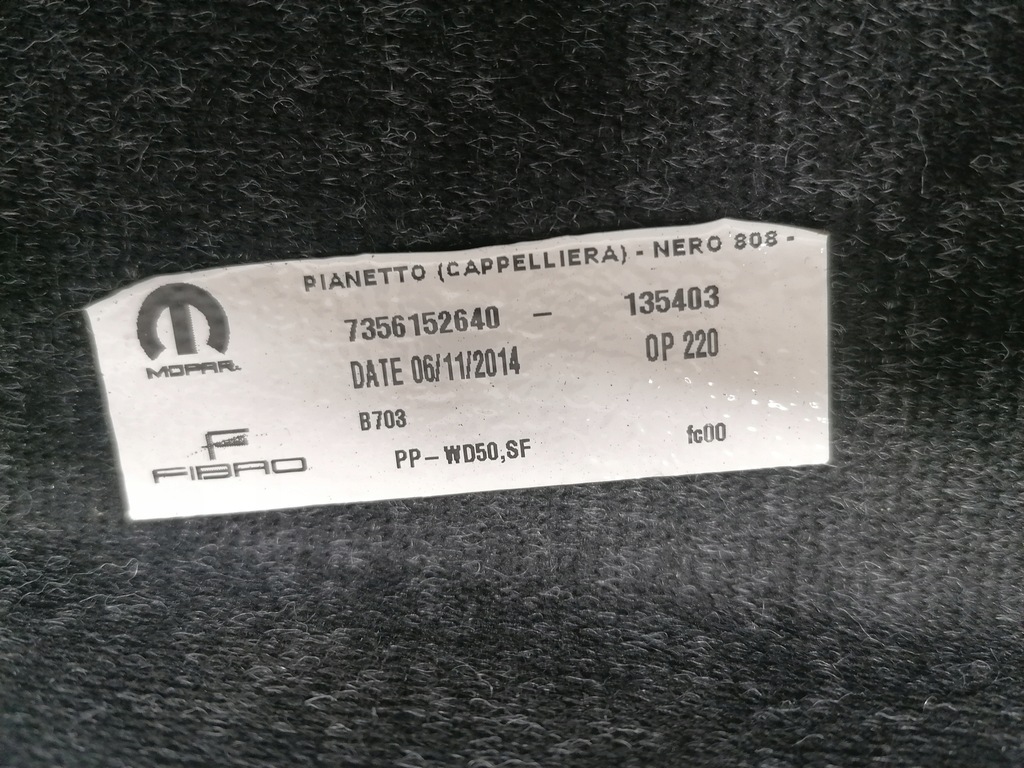 PIANETTO (CAPPELLIERA) - NERO 808 -
MOPAR
7356152640 - 135403
DATE 06/11/2014 OP 220
B703
FIBRO
PP-WD50,SF fc00